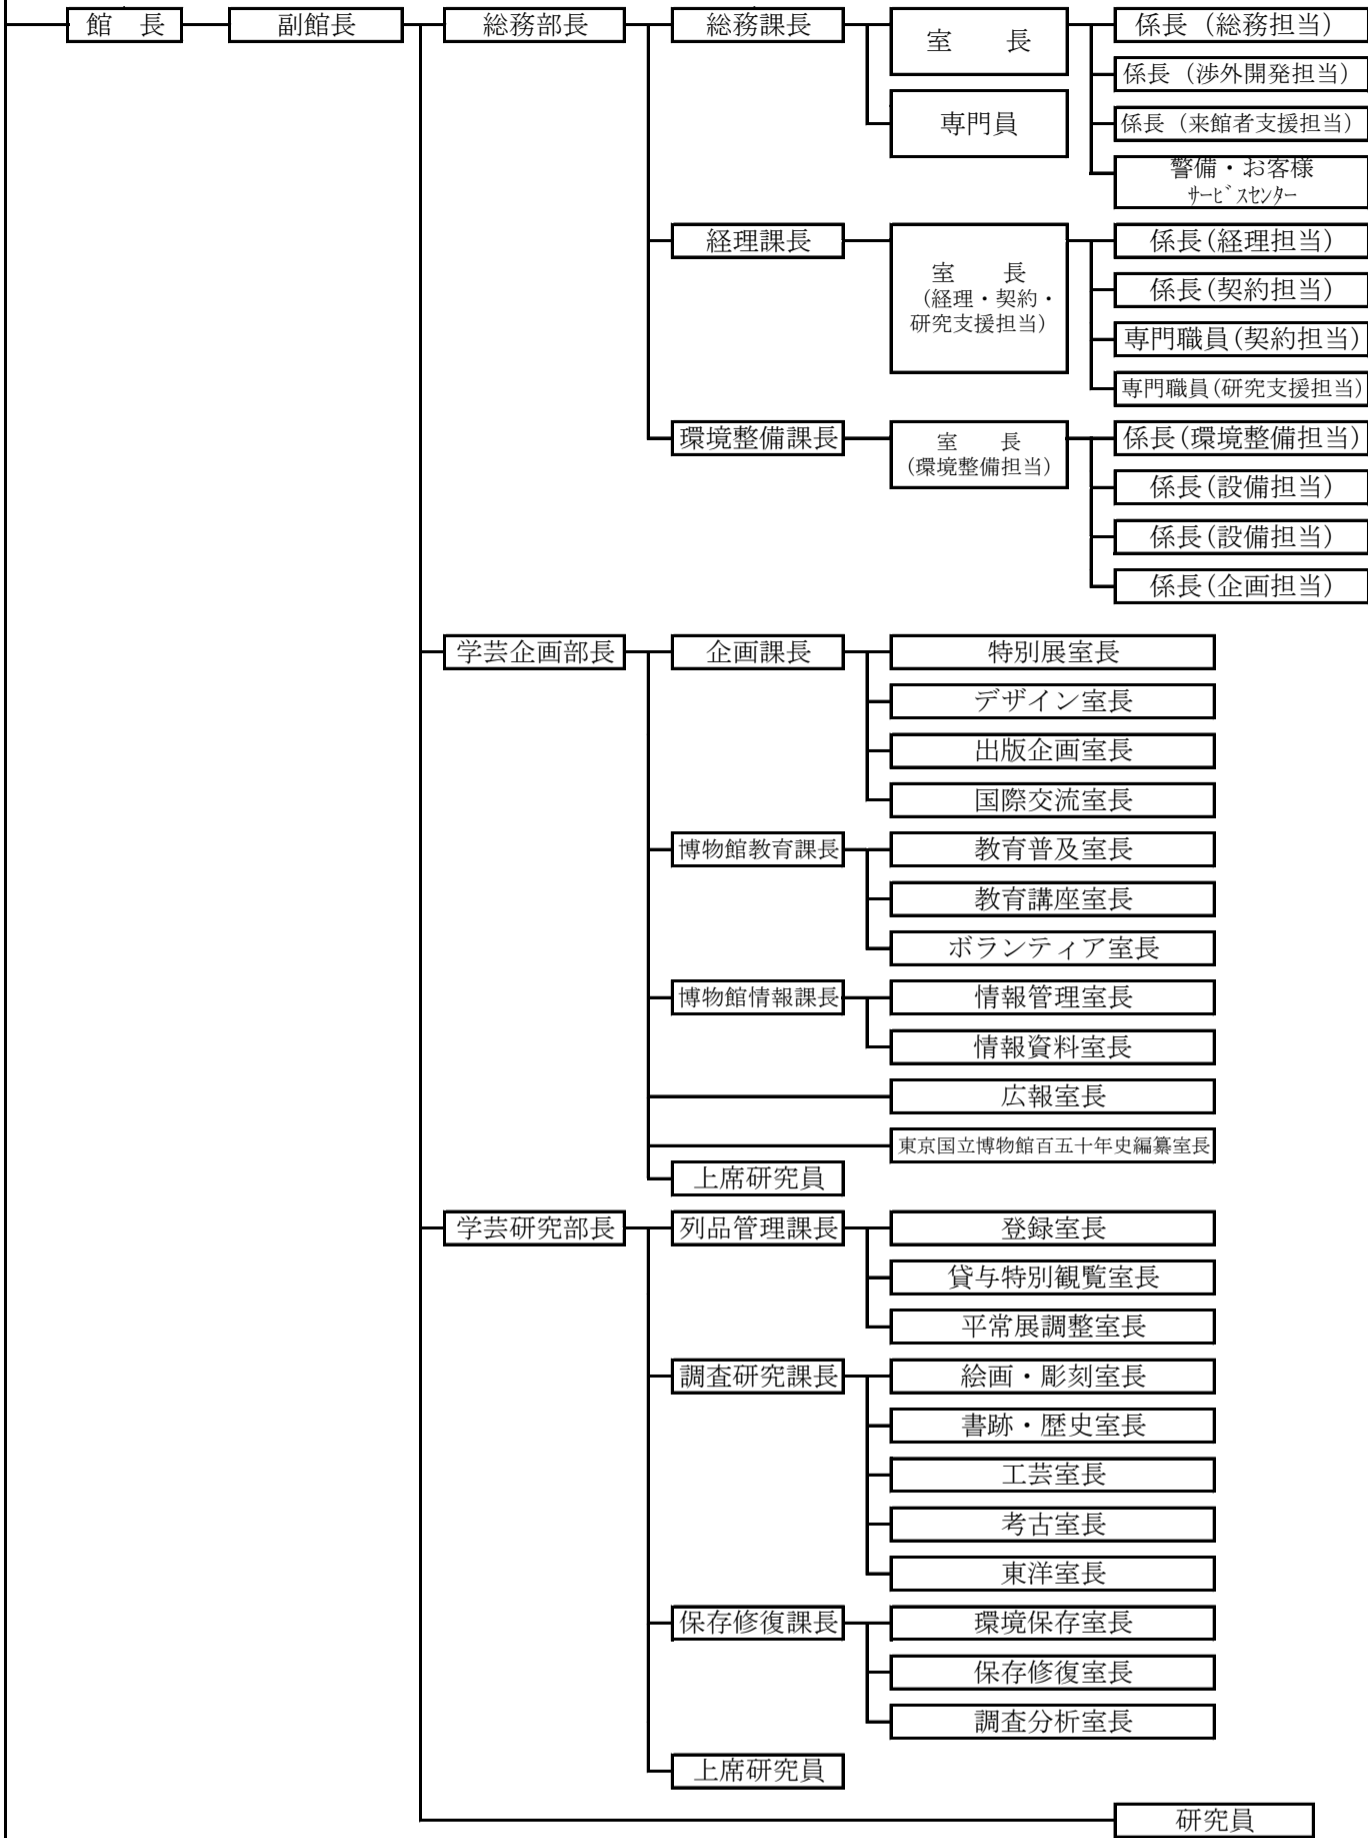 館　長
副館長
総務部長
総務課長
室　　長
係長（総務担当）
係長（渉外開発担当）
専門員
係長（来館者支援担当）
警備・お客様
サービスセンター
経理課長
室　　長
（経理・契約・
研究支援担当）
係長(経理担当)
係長(契約担当)
専門職員(契約担当)
専門職員(研究支援担当)
環境整備課長
室　　長
(環境整備担当)
係長(環境整備担当)
係長(設備担当)
係長(設備担当)
係長(企画担当)
学芸企画部長
企画課長
特別展室長
デザイン室長
出版企画室長
国際交流室長
博物館教育課長
教育普及室長
教育講座室長
ボランティア室長
博物館情報課長
情報管理室長
情報資料室長
広報室長
東京国立博物館百五十年史編纂室長
上席研究員
学芸研究部長
列品管理課長
登録室長
貸与特別観覧室長
平常展調整室長
調査研究課長
絵画・彫刻室長
書跡・歴史室長
工芸室長
考古室長
東洋室長
保存修復課長
環境保存室長
保存修復室長
調査分析室長
上席研究員
研究員